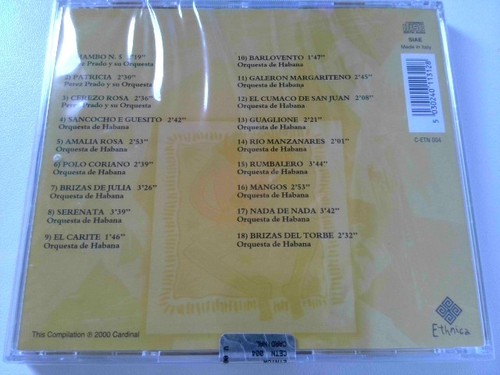 MAMBO N. 5 2'19"
Perez Prado y su Orquesta
2) PATRICIA 2'30"
Perez Prado y su Orquesta
3) CEREZO ROSA 2'36"
Perez Prado y su Orquesta
4) SANCOCHO E GUESITO 2'42"
Orquesta de Habana
5) AMALIA ROSA 2'53"
Orquesta de Habana
6) POLO CORIANO 2'39"
Orquesta de Habana
7) BRIZAS DE JULIA 3'26"
Orquesta de Habana
8) SERENATA 3'39"
Orquesta de Habana
9) EL CARITE 1'46"
Orquesta de Habana
10) BARLOVENTO 1'47"
Orquesta de Habana
11) GALERON MARGARITENO 2'45"
Orquesta de Habana
12) EL CUMACO DE SAN JUAN 2'08"
Orquesta de Habana
13) GUAGLIONE 2'21"
Orquesta de Habana
14) RIO MANZANARES 2'01"
Orquesta de Habana
15) RUMBALERO 3'44"
Orquesta de Habana
16) MANGOS 2'53"
Orquesta de Habana
17) NADA DE NADA 3'42"
Orquesta de Habana
18) BRIZAS DEL TORBE 2'32"
Orquesta de Habana
SIAE
Made in Italy
5 030240 115128
C-ETN 004
Ethnica
This Compilation ℗ 2000 Cardinal
CETN 004